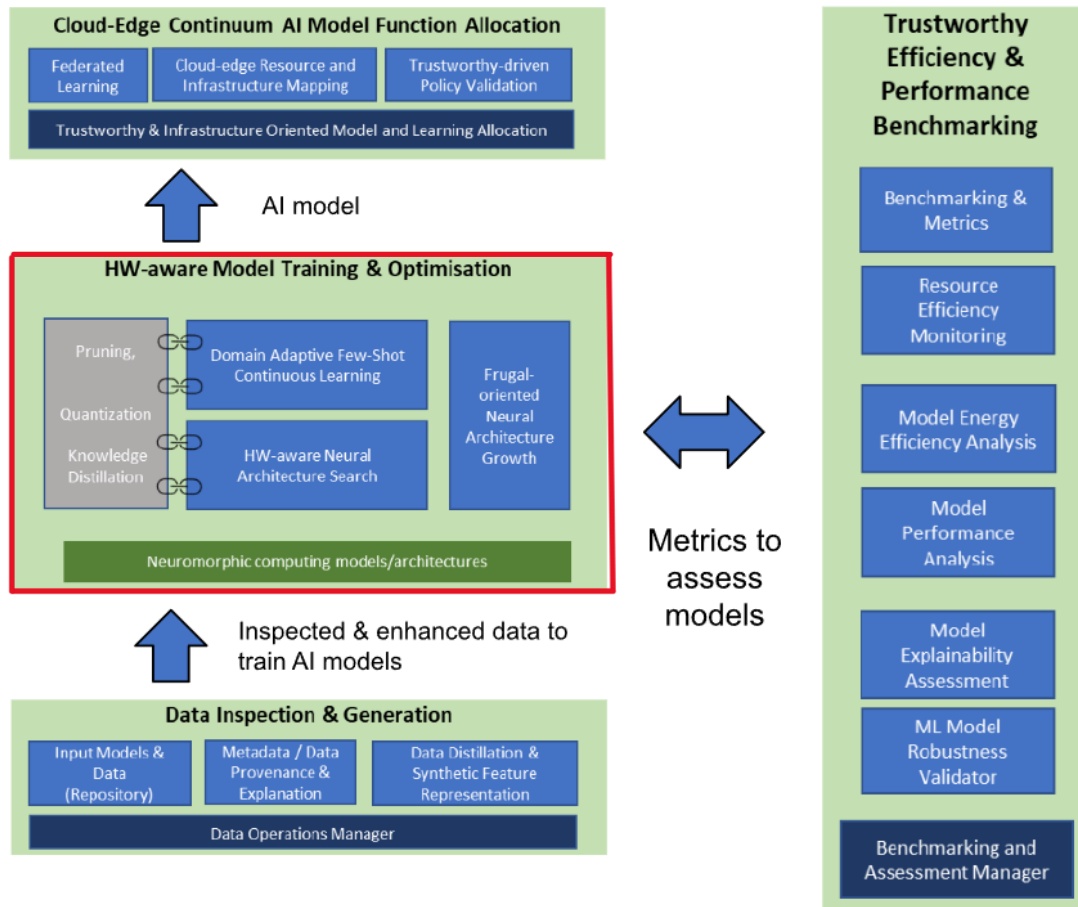 Cloud-Edge Continuum AI Model Function Allocation
Federated
Learning
Cloud-edge Resource and
Infrastructure Mapping
Trustworthy-driven
Policy Validation
Trustworthy & Infrastructure Oriented Model and Learning Allocation
AI model
HW-aware Model Training & Optimisation
Pruning,
Quantization
Knowledge
Distillation
Domain Adaptive Few-Shot
Continuous Learning
HW-aware Neural
Architecture Search
Frugal-
oriented
Neural
Architecture
Growth
Neuromorphic computing models/architectures
Inspected & enhanced data to
train AI models
Data Inspection & Generation
Input Models &
Data
(Repository)
Metadata / Data
Provenance &
Explanation
Data Distillation &
Synthetic Feature
Representation
Data Operations Manager
Metrics to
assess
models
Trustworthy
Efficiency &
Performance
Benchmarking
Benchmarking &
Metrics
Resource
Efficiency
Monitoring
Model Energy
Efficiency Analysis
Model
Performance
Analysis
Model
Explainability
Assessment
ML Model
Robustness
Validator
Benchmarking and
Assessment Manager